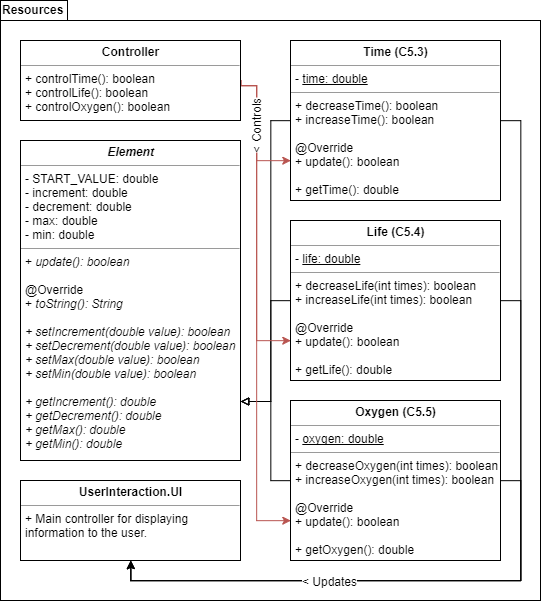 Resources
Controller
+ controlTime(): boolean
+ controlLife(): boolean
+ controlOxygen(): boolean
Element
- START_VALUE: double
- increment: double
- decrement: double
- max: double
- min: double
+ update(): boolean
@Override
+ toString(): String
+ setIncrement(double value): boolean
+ setDecrement(double value): boolean
+ setMax(double value): boolean
+ setMin(double value): boolean
+ getIncrement(): double
+ getDecrement(): double
+ getMax(): double
+ getMin(): double
UserInteraction.UI
+ Main controller for displaying
information to the user.
< Controls
Time (C5.3)
- time: double
+ decreaseTime(): boolean
+ increaseTime(): boolean
@Override
+ update(): boolean
+ getTime(): double
Life (C5.4)
- life: double
+ decreaseLife(int times): boolean
+ increaseLife(int times): boolean
@Override
+ update(): boolean
+ getLife(): double
Oxygen (C5.5)
- oxygen: double
+ decreaseOxygen(int times): boolean
+ increaseOxygen(int times): boolean
@Override
+ update(): boolean
+ getOxygen(): double
< Updates